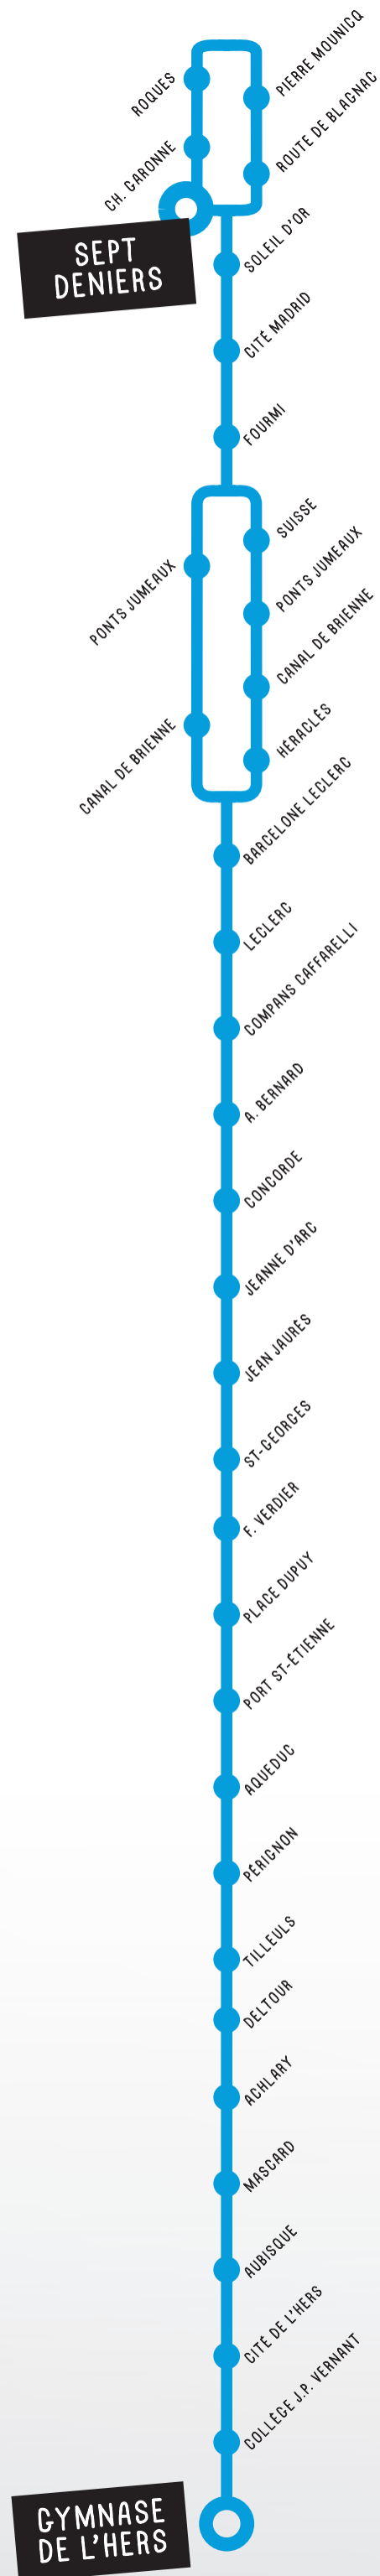 PIERRE MOUNICQ
ROQUES
ROUTE DE BLAGNAC
CH. CARONNE
SEPT
DENIERS
SOLEIL D'OR
CITÉ MADRID
FOURMI
SUISSE
PONTS JUMEAUX
PONTS JUMEAUX
CANAL DE BRIENNE
HÉRACLÈS
CANAL DE BRIENNE
BARCELONE LECLERC
LECLERC
COMPANS CAFFARELLI
A. BERNARD
CONCORDE
JEANNE D'ARC
JEAN JAURÈS
ST-GEORGES
F. VERDIER
PLACE DUPUY
PORT ST-ÉTIENNE
AQUEDUC
PÉRIGNON
TILLEULS
DELTOUR
ACHLARY
MASCARD
AUBISQUE
CITÉ DE L'HERS
COLLÈGE J.P. VERNANT
GYMNASE
DE L'HERS